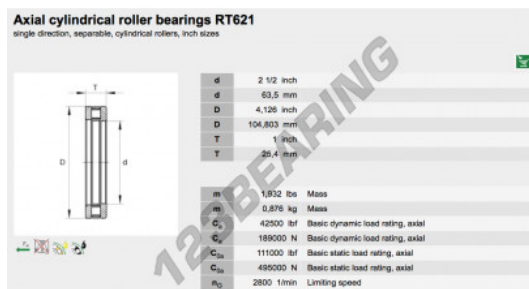 Axial cylindrical roller bearings RT621
single direction, separable, cylindrical rollers, inch sizes
T
D
d
d 2 1/2 inch
d 63,5 mm
D 4,126 inch
D 104,803 mm
T 1 inch
T 25,4 mm
m 1,932 lbs Mass
m 0,876 kg Mass
Ca 42500 lbf Basic dynamic load rating, axial
Ca 189000 N Basic dynamic load rating, axial
C0a 111000 lbf Basic static load rating, axial
C0a 495000 N Basic static load rating, axial
nG 2800 1/min Limiting speed
123BEARING